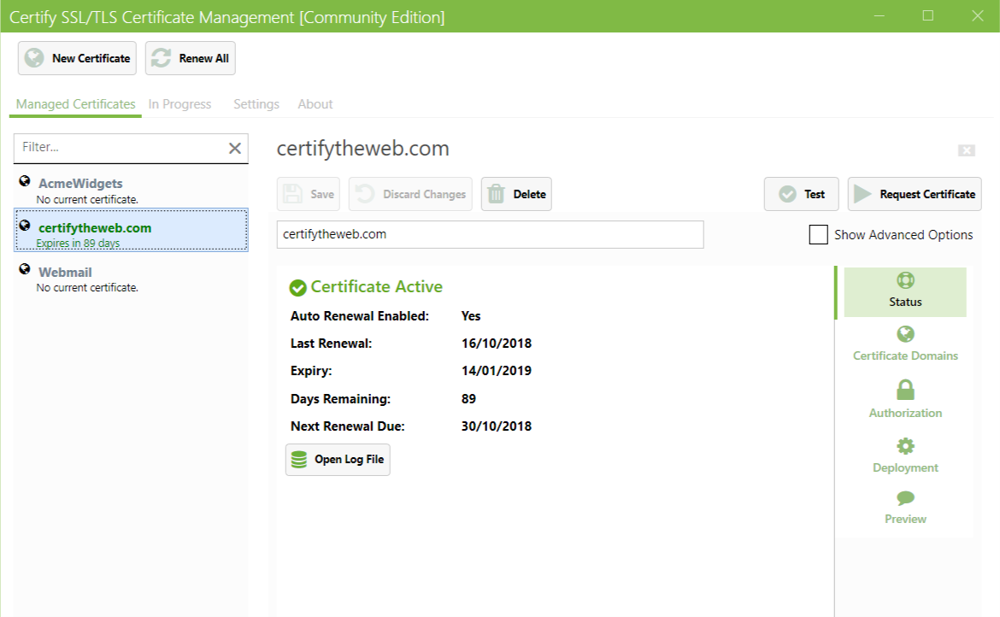 Certify SSL/TLS Certificate Management [Community Edition]
New Certificate Renew All
Managed Certificates In Progress Settings About
Filter...
AcmeWidgets
No current certificate.
certifytheweb.com
Expires in 89 days
Webmail
No current certificate.
certifytheweb.com
Save Discard Changes Delete Test Request Certificate
certifytheweb.com Show Advanced Options
Certificate Active
Auto Renewal Enabled: Yes
Last Renewal: 16/10/2018
Expiry: 14/01/2019
Days Remaining: 89
Next Renewal Due: 30/10/2018
Open Log File
Status
Certificate Domains
Authorization
Deployment
Preview